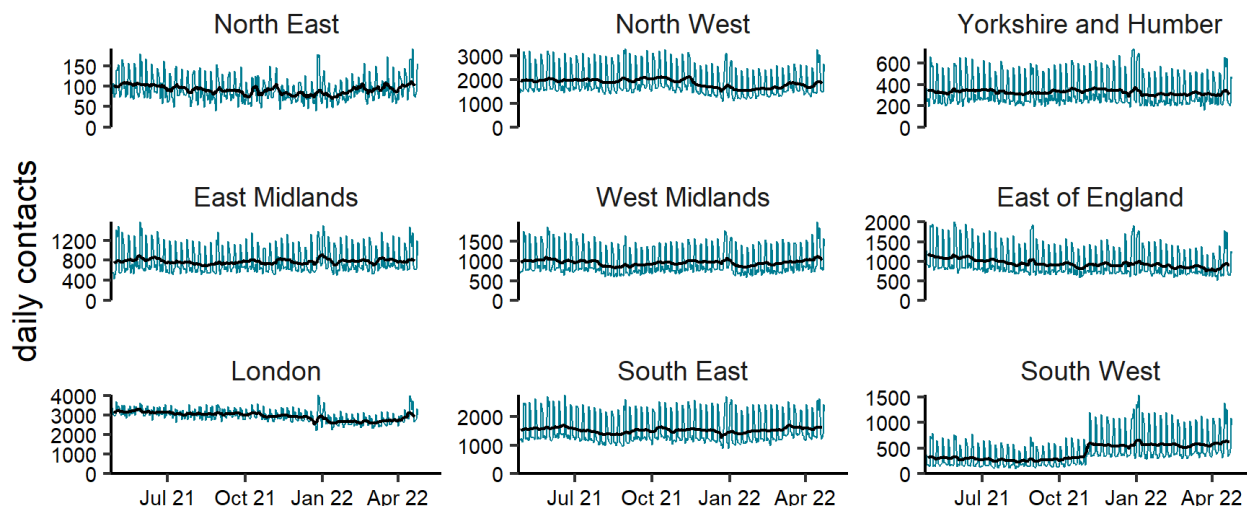 North East
North West
Yorkshire and Humber
150
100
50
0
3000
2000
1000
0
600
400
200
0
daily contacts
East Midlands
West Midlands
East of England
1200
800
400
0
1500
1000
500
0
2000
1500
1000
500
0
London
South East
South West
4000
3000
2000
1000
0
2000
1000
0
1500
1000
500
0
Jul 21 Oct 21 Jan 22 Apr 22
Jul 21 Oct 21 Jan 22 Apr 22
Jul 21 Oct 21 Jan 22 Apr 22